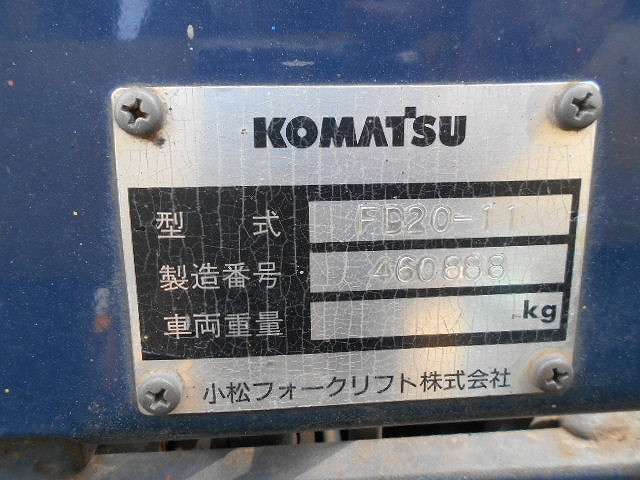 KOMATSU
型 式 FD20-11
製造番号 460888
車両重量 kg
小松フォークリフト株式会社